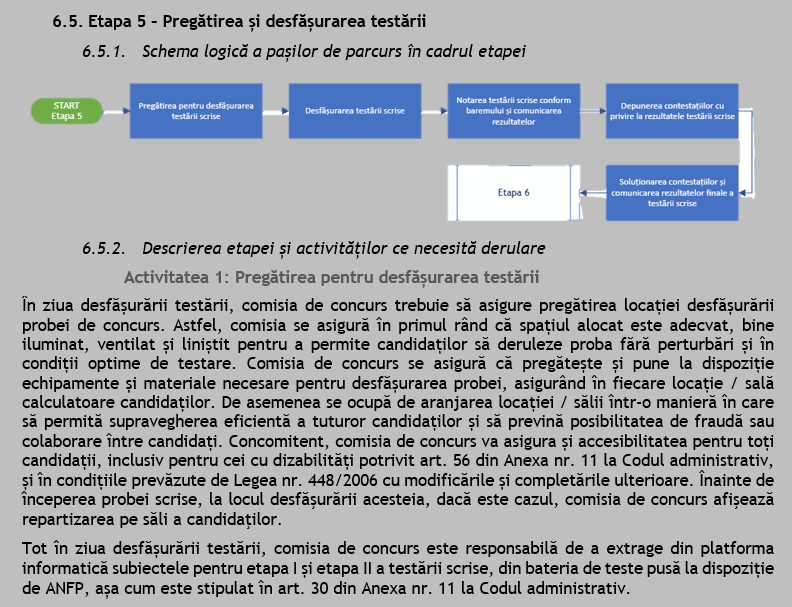 6.5. Etapa 5 – Pregătirea și desfășurarea testării
6.5.1. Schema logică a pașilor de parcurs în cadrul etapei
START
Etapa 5
Pregătirea pentru desfășurarea
testării scrise
Desfășurarea testării scrise
Notarea testării scrise conform
baremului și comunicarea
rezultatelor
Depunerea contestațiilor cu
privire la rezultatele testării scrise
Soluționarea contestațiilor și
comunicarea rezultatelor finale a
testării scrise
Etapa 6
6.5.2. Descrierea etapei și activităților ce necesită derulare
Activitatea 1: Pregătirea pentru desfășurarea testării
În ziua desfășurării testării, comisia de concurs trebuie să asigure pregătirea locației desfășurării
probei de concurs. Astfel, comisia se asigură în primul rând că spațiul alocat este adecvat, bine
iluminat, ventilat și liniștit pentru a permite candidaților să deruleze proba fără perturbări și în
condiții optime de testare. Comisia de concurs se asigură că pregătește și pune la dispoziție
echipamente și materiale necesare pentru desfășurarea probei, asigurând în fiecare locație / sală
calculatoare candidaților. De asemenea se ocupă de aranjarea locației / sălii într-o manieră în care
să permită supravegherea eficientă a tuturor candidaților și să prevină posibilitatea de fraudă sau
colaborare între candidați. Concomitent, comisia de concurs va asigura și accesibilitatea pentru toți
candidații, inclusiv pentru cei cu dizabilități potrivit art. 56 din Anexa nr. 11 la Codul administrativ,
și în condițiile prevăzute de Legea nr. 448/2006 cu modificările și completările ulterioare. Înainte de
începerea probei scrise, la locul desfășurării acesteia, dacă este cazul, comisia de concurs afișează
repartizarea pe săli a candidaților.
Tot în ziua desfășurării testării, comisia de concurs este responsabilă de a extrage din platforma
informatică subiectele pentru etapa I și etapa II a testării scrise, din bateria de teste pusă la dispoziție
de ANFP, așa cum este stipulat în art. 30 din Anexa nr. 11 la Codul administrativ.